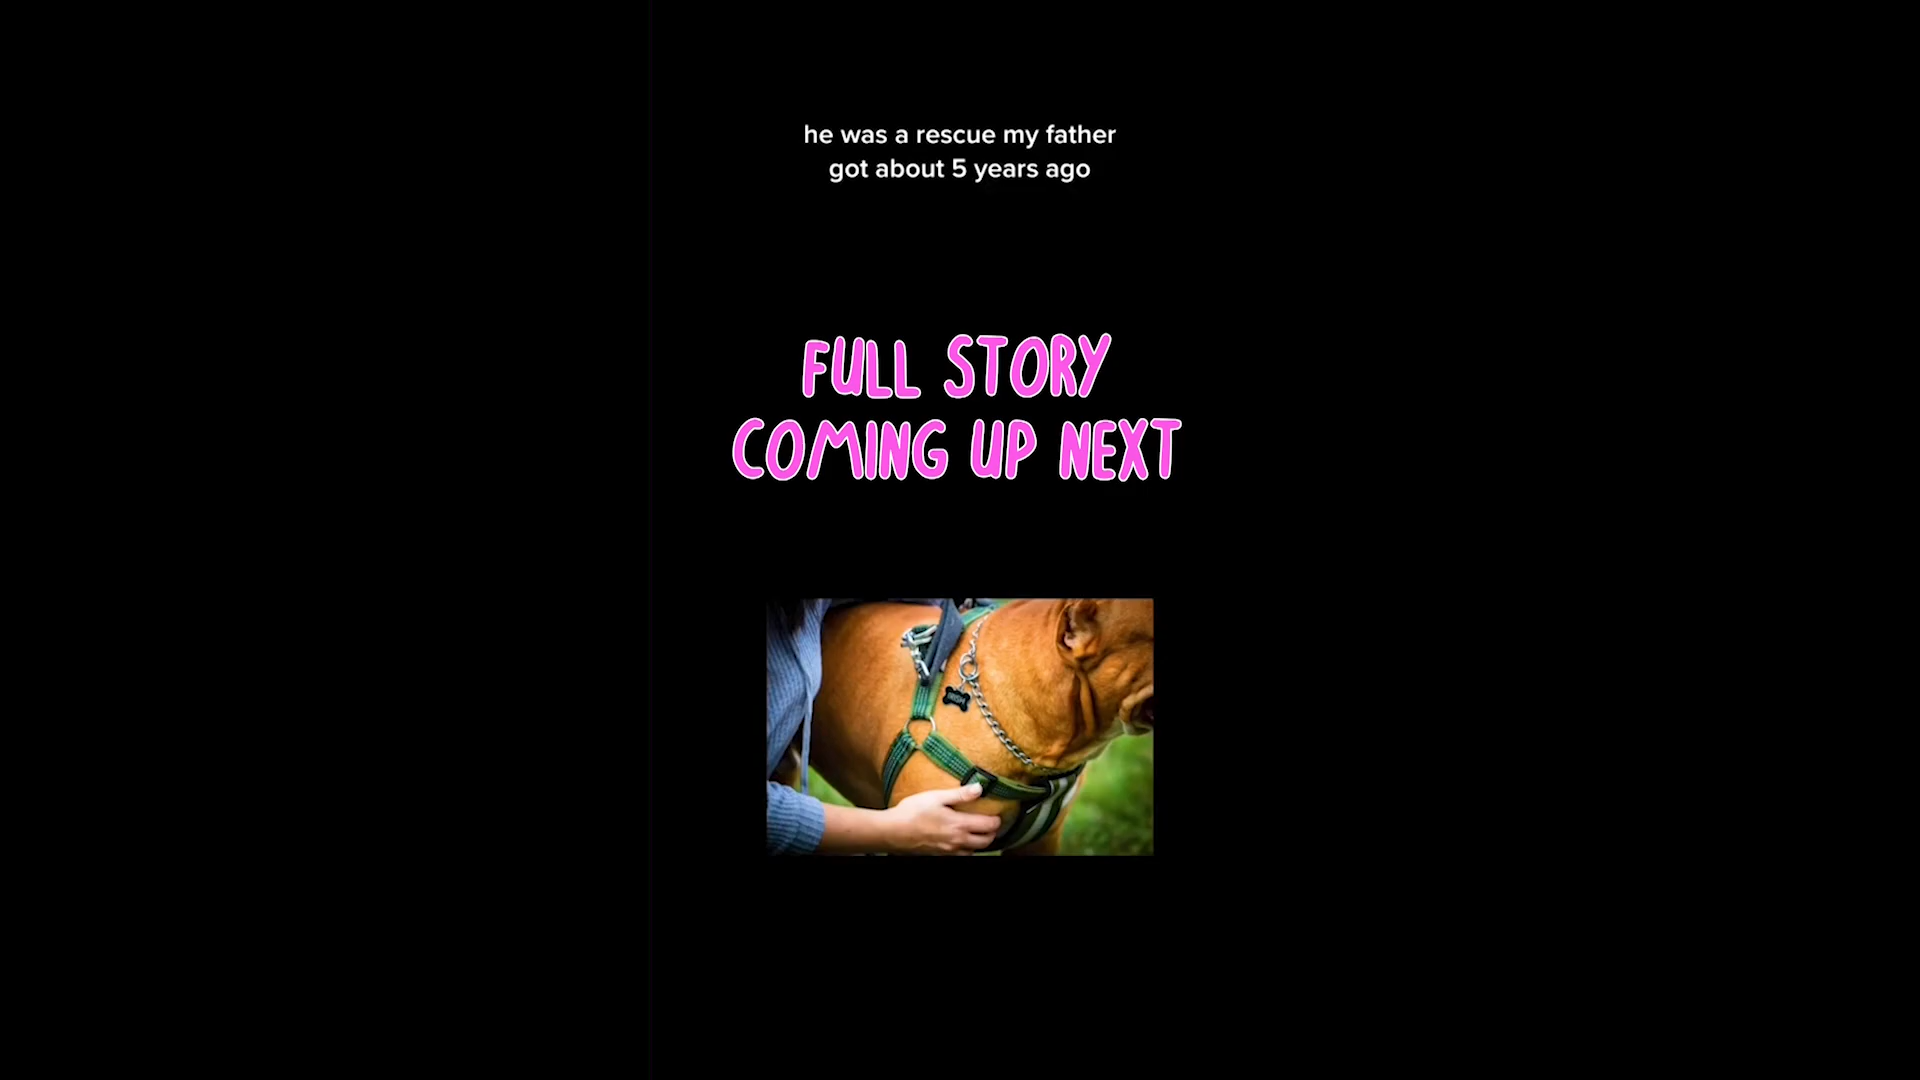 he was a rescue my father
got about 5 years ago
FULL STORY
COMING UP NEXT